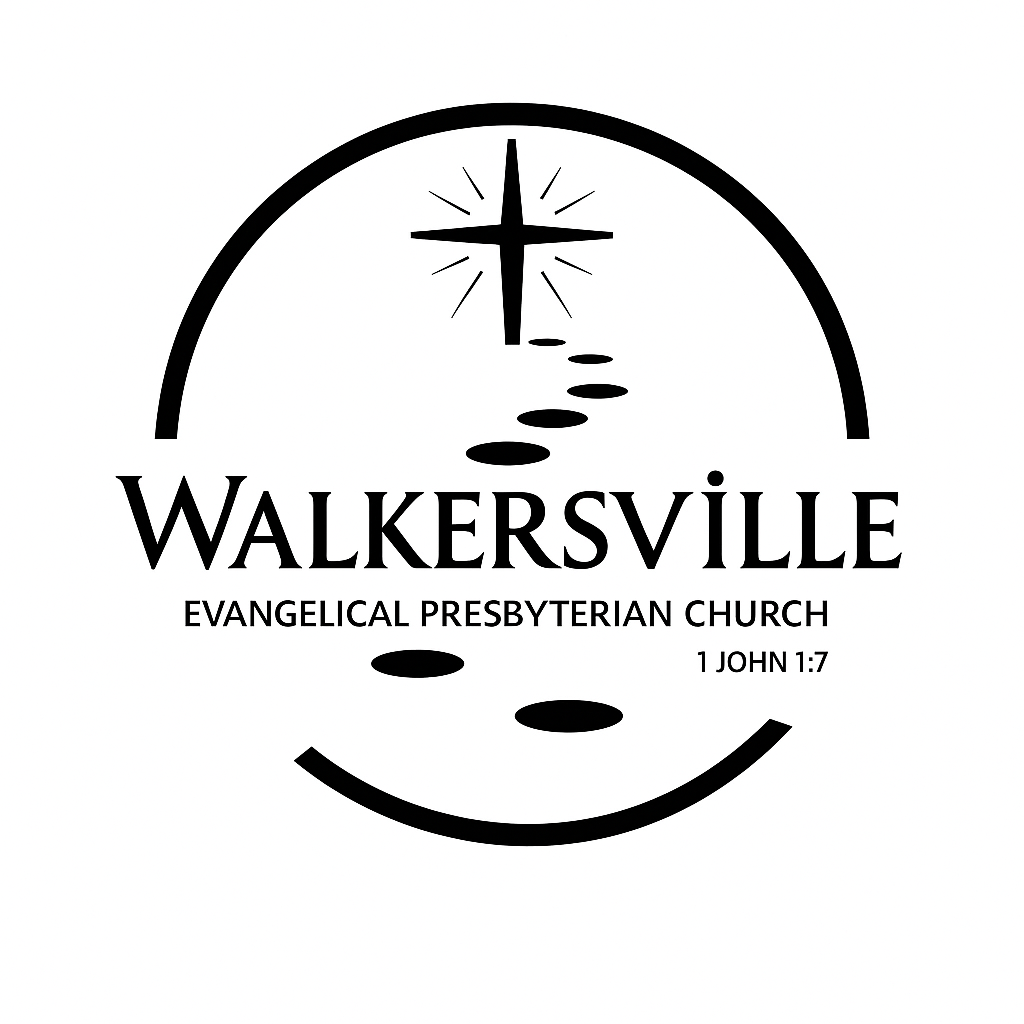 WALKERSViLLE
EVANGELICAL PRESBYTERIAN CHURCH
1 JOHN 1:7